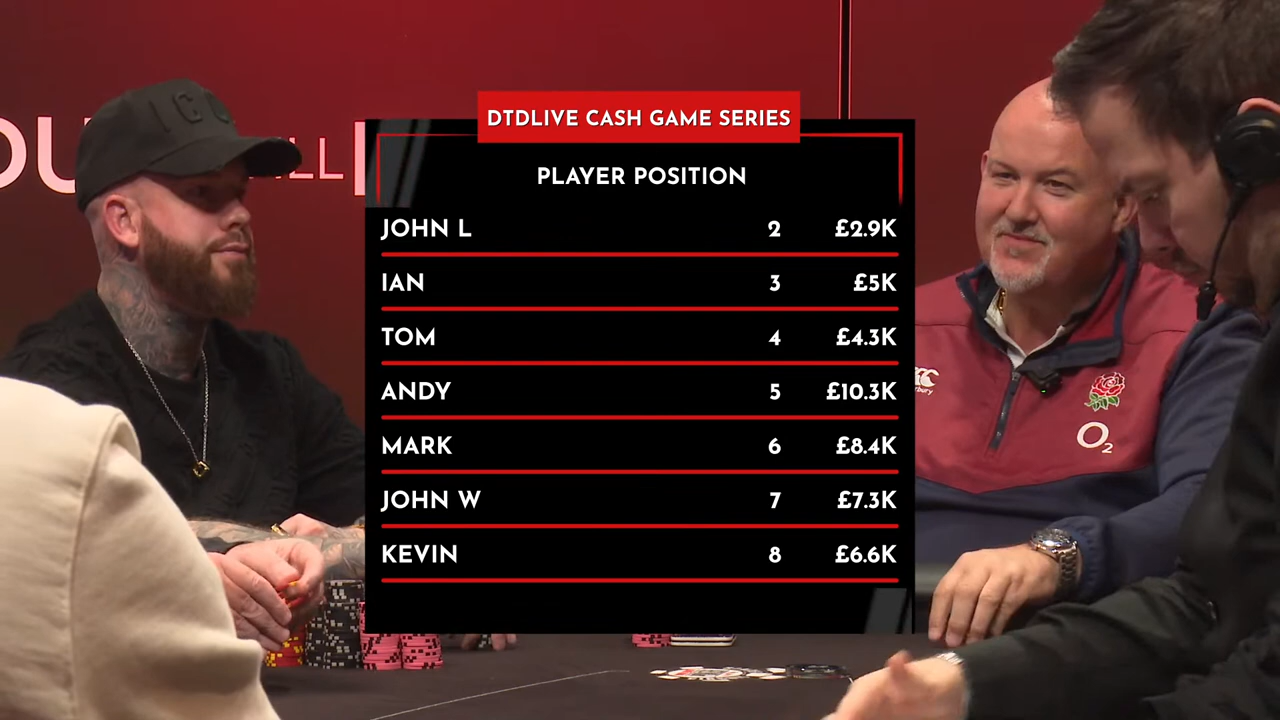 DTDLIVE CASH GAME SERIES
PLAYER POSITION
JOHN L 2 £2.9K
IAN 3 £5K
TOM 4 £4.3K
ANDY 5 £10.3K
MARK 6 £8.4K
JOHN W 7 £7.3K
KEVIN 8 £6.6K
O2